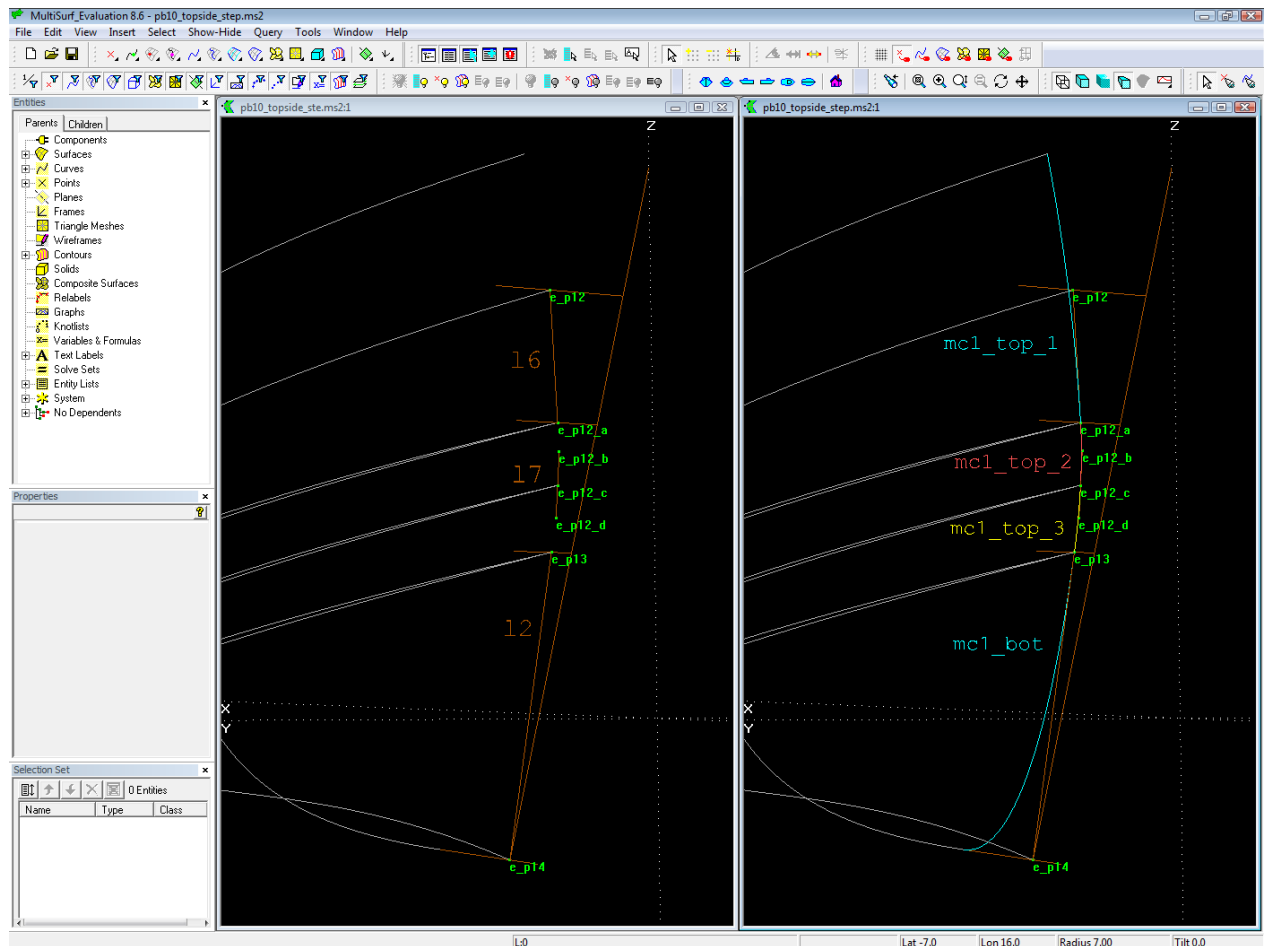 MultiSurf_Evaluation 8.6 - pb10_topside_step.ms2
File Edit View Insert Select Show-Hide Query Tools Window Help
Entities
Parents Children
Components
Surfaces
Curves
Points
Planes
Frames
Triangle Meshes
Wireframes
Contours
Solids
Composite Surfaces
Relabels
Graphs
Knotlists
Variables & Formulas
Text Labels
Solve Sets
Entity Lists
System
No Dependents
Properties
Selection Set
0 Entities
Name Type Class
pb10_topside_ste.ms2:1
Z
e_p12
l6
e_p12_a
e_p12_b
l7
e_p12_c
e_p12_d
e_p13
l2
X
Y
e_p14
pb10_topside_step.ms2:1
Z
e_p12
mc1_top_1
e_p12_a
mc1_top_2
e_p12_b
e_p12_c
mc1_top_3
e_p12_d
e_p13
mc1_bot
X
Y
e_p14
L:0 Lat -7.0 Lon 16.0 Radius 7.00 Tilt 0.0